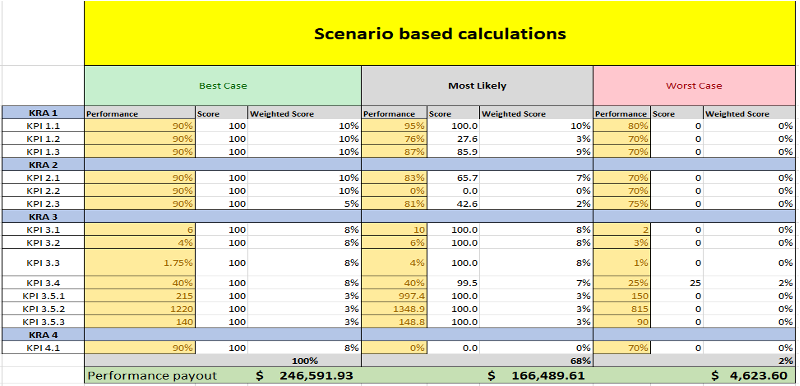 Scenario based calculations
Best Case Most Likely Worst Case
KRA 1 Performance Score Weighted Score Performance Score Weighted Score Performance Score Weighted Score
KPI 1.1 90% 100 10% 95% 100.0 10% 80% 0 0%
KPI 1.2 90% 100 10% 76% 27.6 3% 70% 0 0%
KPI 1.3 90% 100 10% 87% 85.9 9% 70% 0 0%
KRA 2
KPI 2.1 90% 100 10% 83% 65.7 7% 70% 0 0%
KPI 2.2 90% 100 10% 0% 0.0 0% 70% 0 0%
KPI 2.3 90% 100 5% 81% 42.6 2% 75% 0 0%
KRA 3
KPI 3.1 6 100 8% 10 100.0 8% 2 0 0%
KPI 3.2 4% 100 8% 6% 100.0 8% 3% 0 0%
KPI 3.3 1.75% 100 8% 4% 100.0 8% 1% 0 0%
KPI 3.4 40% 100 8% 40% 99.5 7% 25% 25 2%
KPI 3.5.1 215 100 3% 997.4 100.0 3% 150 0 0%
KPI 3.5.2 1220 100 3% 1348.9 100.0 3% 815 0 0%
KPI 3.5.3 140 100 3% 148.8 100.0 3% 90 0 0%
KRA 4
KPI 4.1 90% 100 8% 0% 0.0 0% 70% 0 0%
100% 68% 2%
Performance payout $ 246,591.93 $ 166,489.61 $ 4,623.60